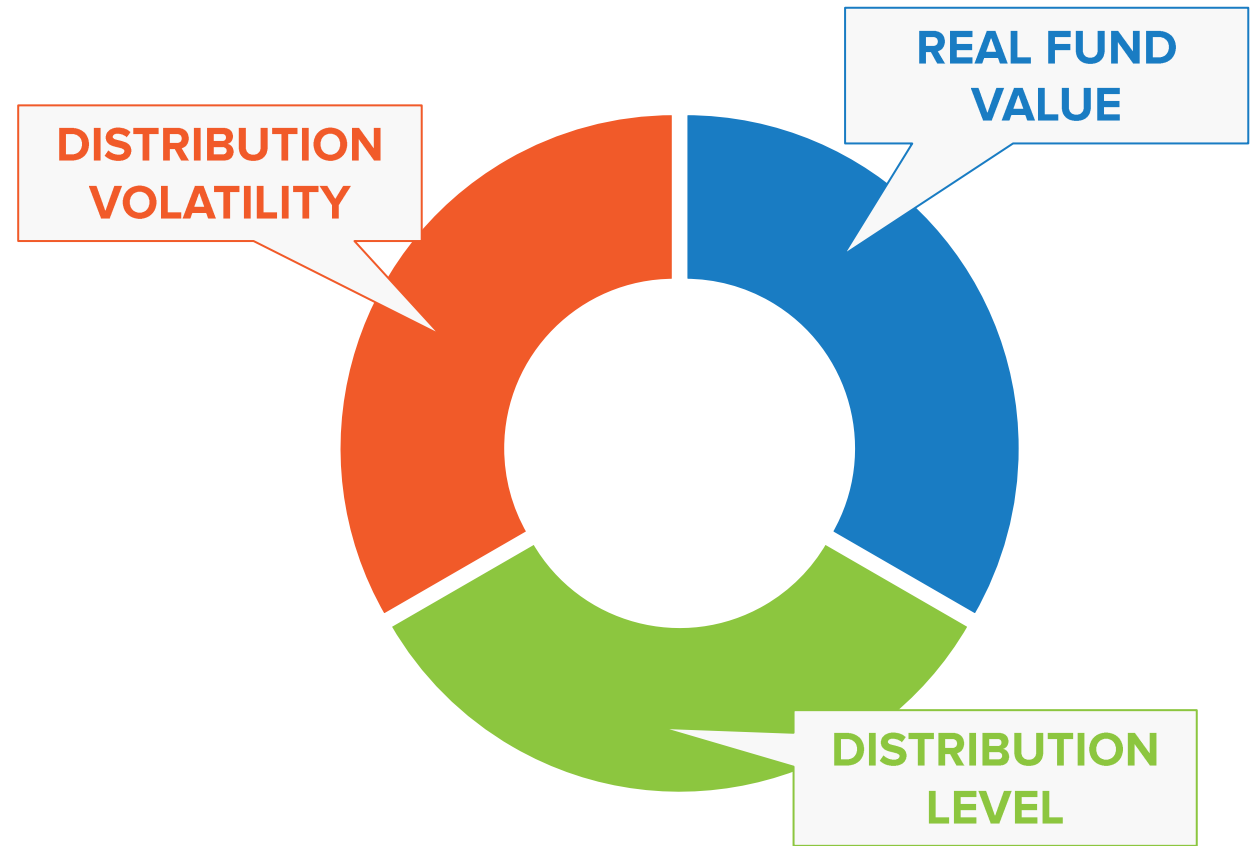 REAL FUND
VALUE
DISTRIBUTION
VOLATILITY
DISTRIBUTION
LEVEL